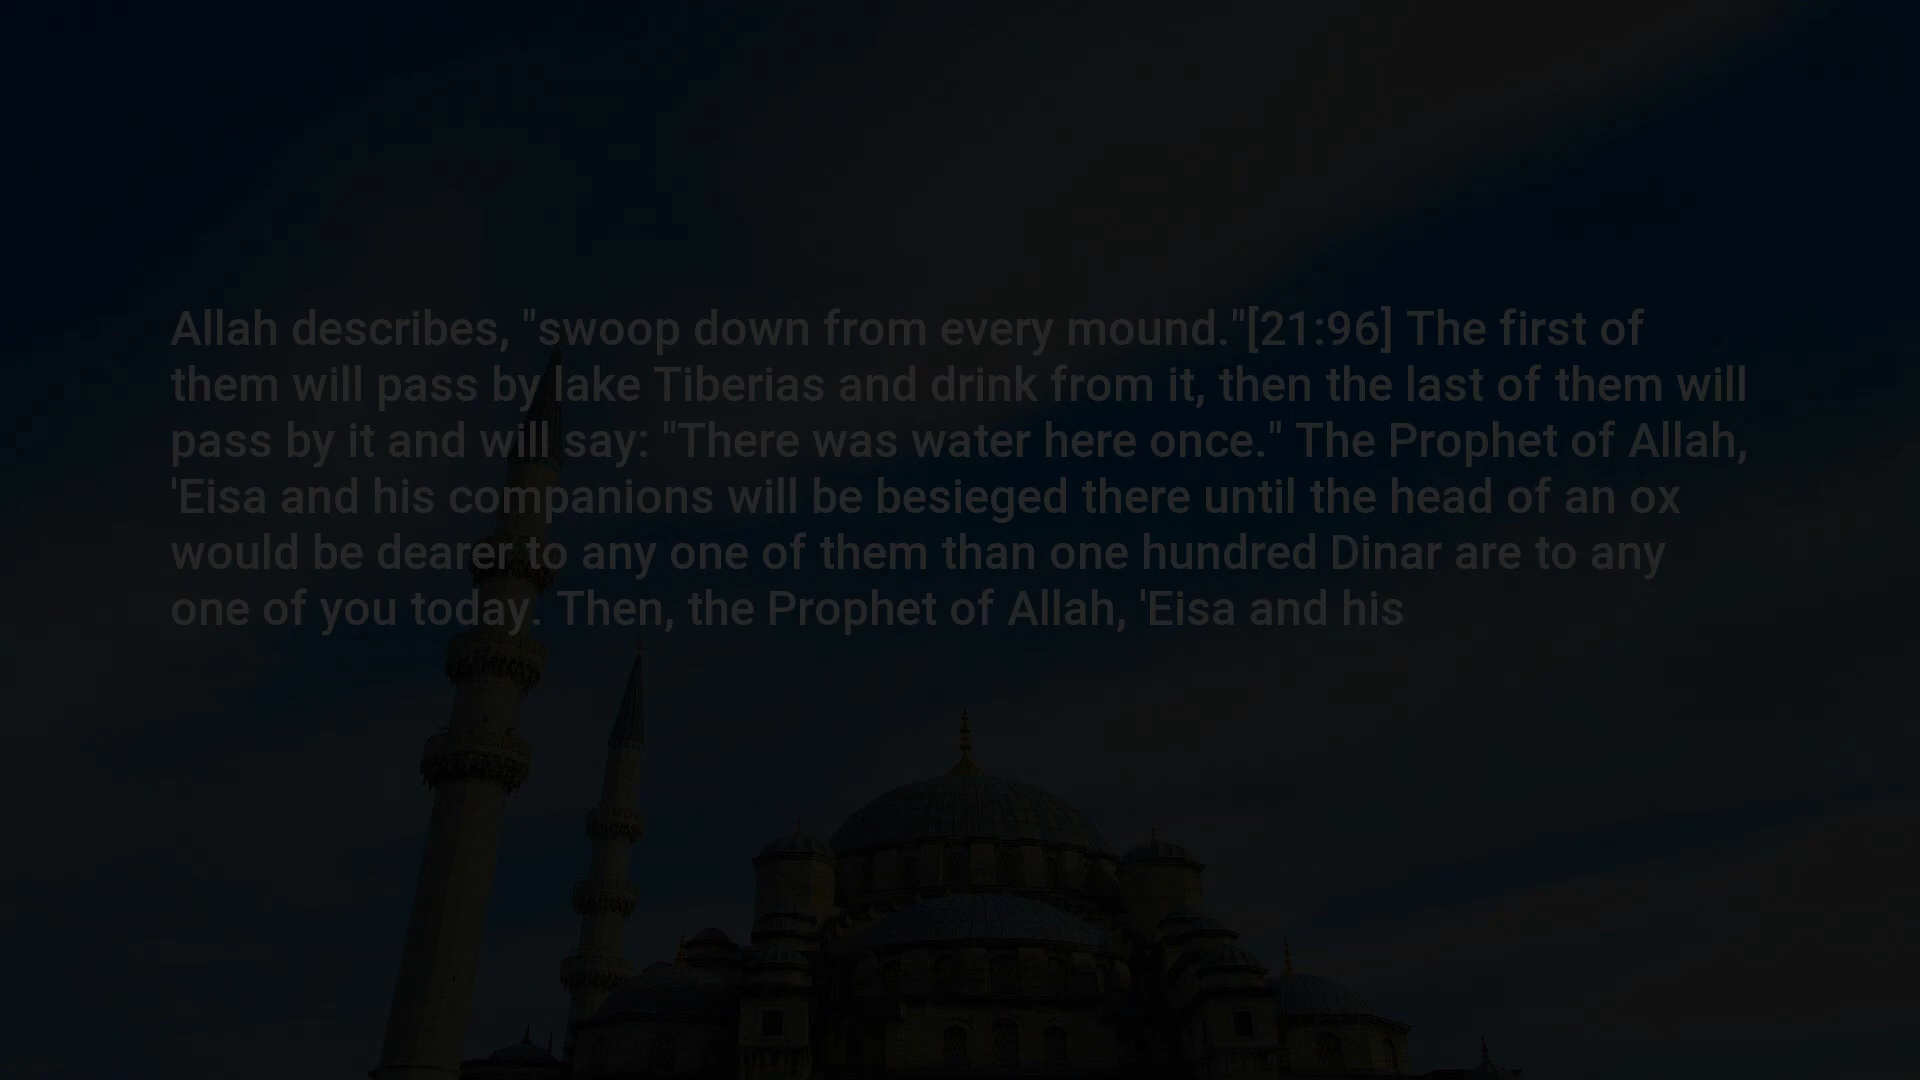 Allah describes, "swoop down from every mound."[21:96] The first of
them will pass by lake Tiberias and drink from it, then the last of them will
pass by it and will say: "There was water here once." The Prophet of Allah,
'Eisa and his companions will be besieged there until the head of an ox
would be dearer to any one of them than one hundred Dinar are to any
one of you today. Then, the Prophet of Allah, 'Eisa and his